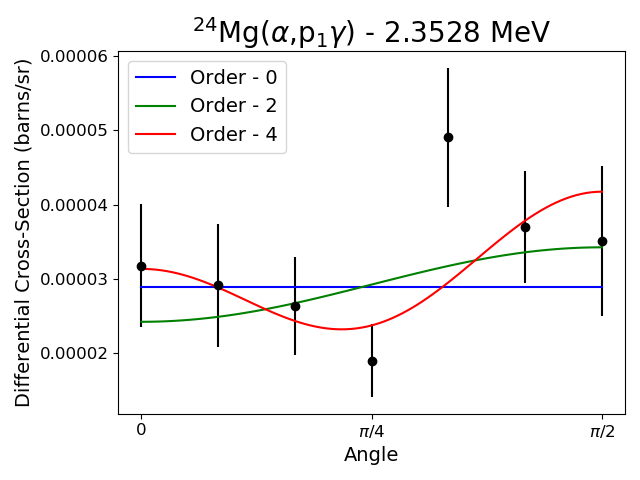 ²⁴Mg(α,p₁γ) - 2.3528 MeV
Differential Cross-Section (barns/sr)
0.00006
0.00005
0.00004
0.00003
0.00002
Order - 0
Order - 2
Order - 4
0
π/4
π/2
Angle